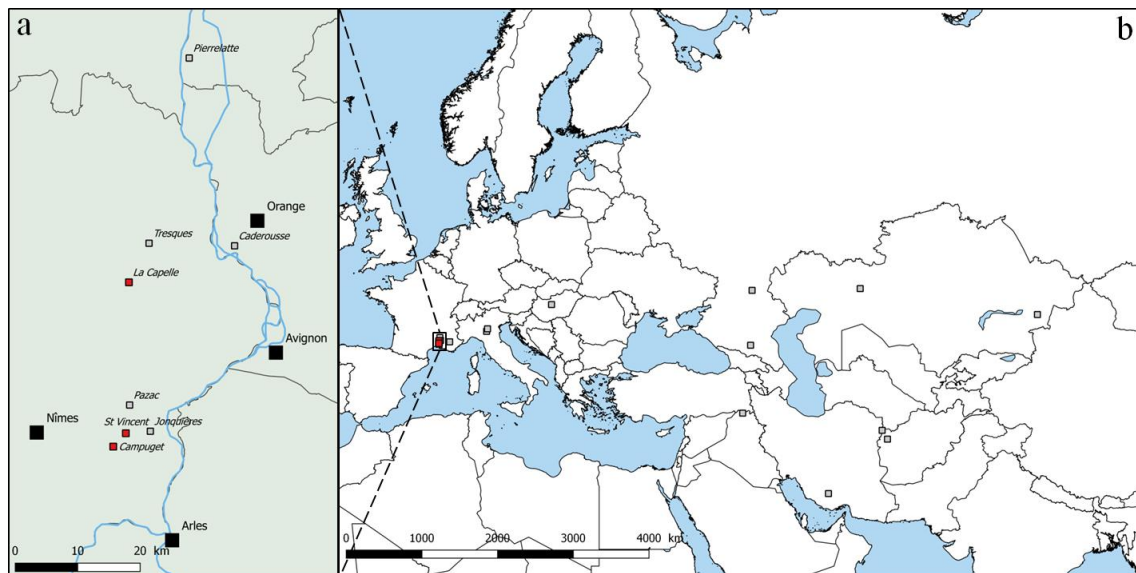 a
Pierrelatte
Orange
Tresques
Caderousse
La Capelle
Avignon
Pazac
Nîmes
St Vincent Jonquières
Campuget
Arles
0 10 20 km
b
0 1000 2000 3000 4000 km